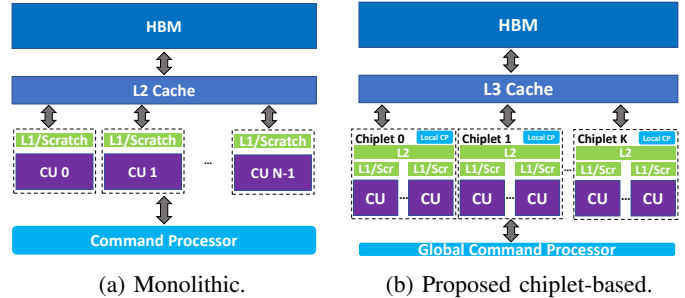 HBM
L2 Cache
L1/Scratch L1/Scratch L1/Scratch
CU 0 CU 1 ... CU N-1
Command Processor
(a) Monolithic.
HBM
L3 Cache
Chiplet 0 Local CP Chiplet 1 Local CP Chiplet K Local CP
L2 L2 L2
L1/Scr L1/Scr L1/Scr L1/Scr ... L1/Scr L1/Scr
CU ... CU CU ... CU CU ... CU
Global Command Processor
(b) Proposed chiplet-based.